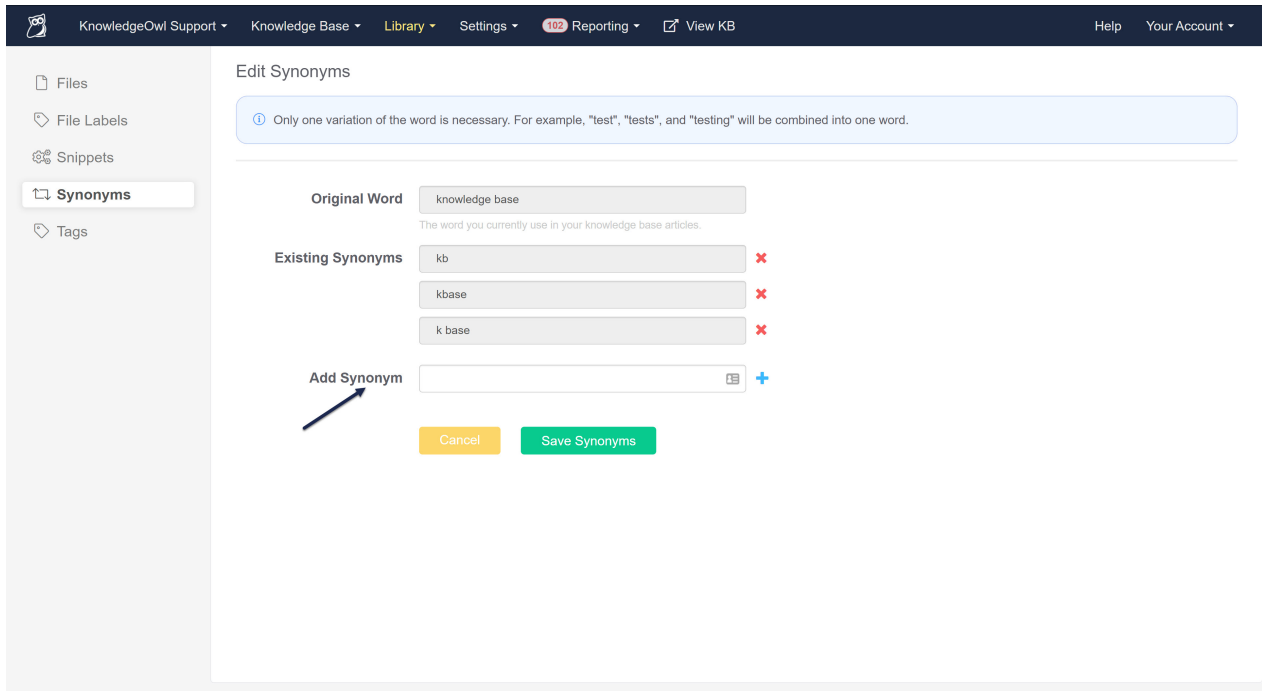 KnowledgeOwl Support Knowledge Base Library Settings 102 Reporting View KB Help Your Account
Files
File Labels
Snippets
Synonyms
Tags
Edit Synonyms
Only one variation of the word is necessary. For example, "test", "tests", and "testing" will be combined into one word.
Original Word knowledge base
The word you currently use in your knowledge base articles.
Existing Synonyms kb
kbase
k base
Add Synonym
Cancel Save Synonyms